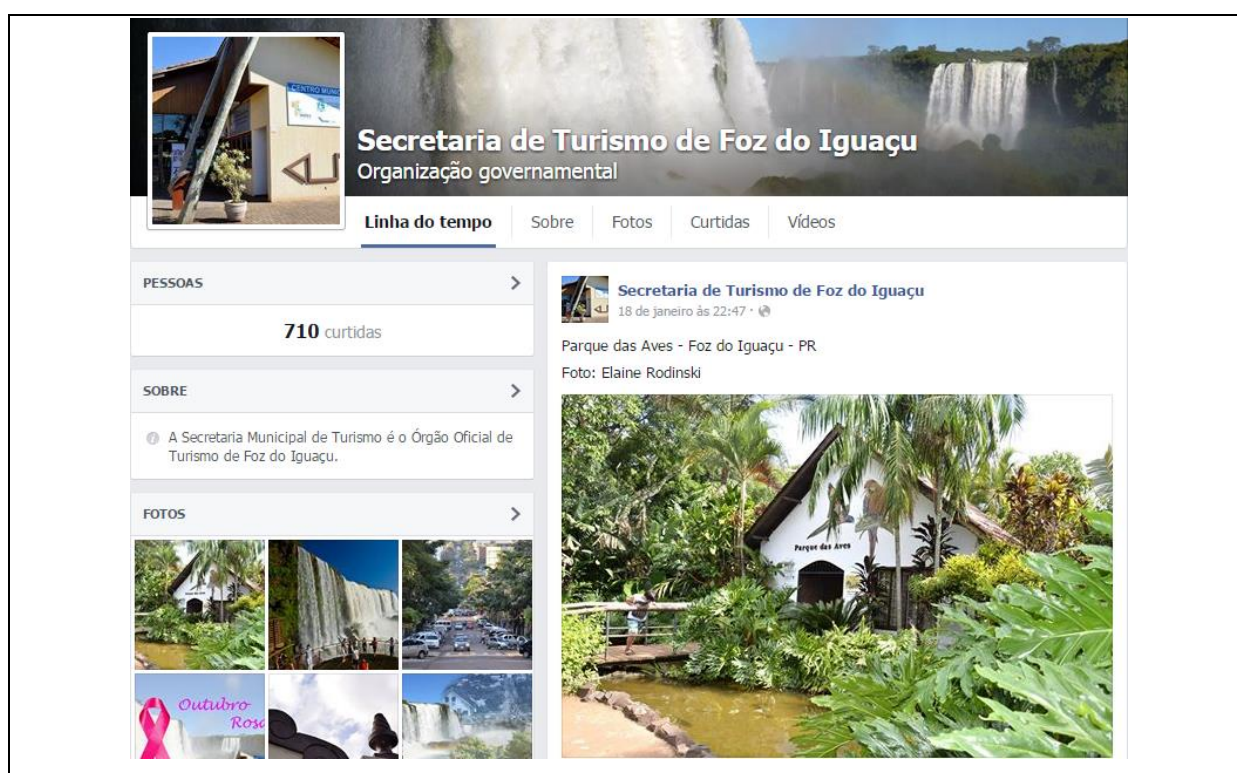 CENTRO MUNIC
Secretaria de Turismo de Foz do Iguaçu
Organização governamental
Linha do tempo
Sobre
Fotos
Curtidas
Vídeos
PESSOAS
710 curtidas
SOBRE
A Secretaria Municipal de Turismo é o Órgão Oficial de
Turismo de Foz do Iguaçu.
FOTOS
Outubro
Rosa
Secretaria de Turismo de Foz do Iguaçu
18 de janeiro às 22:47 ·
Parque das Aves - Foz do Iguaçu - PR
Foto: Elaine Rodinski
Parque das Aves